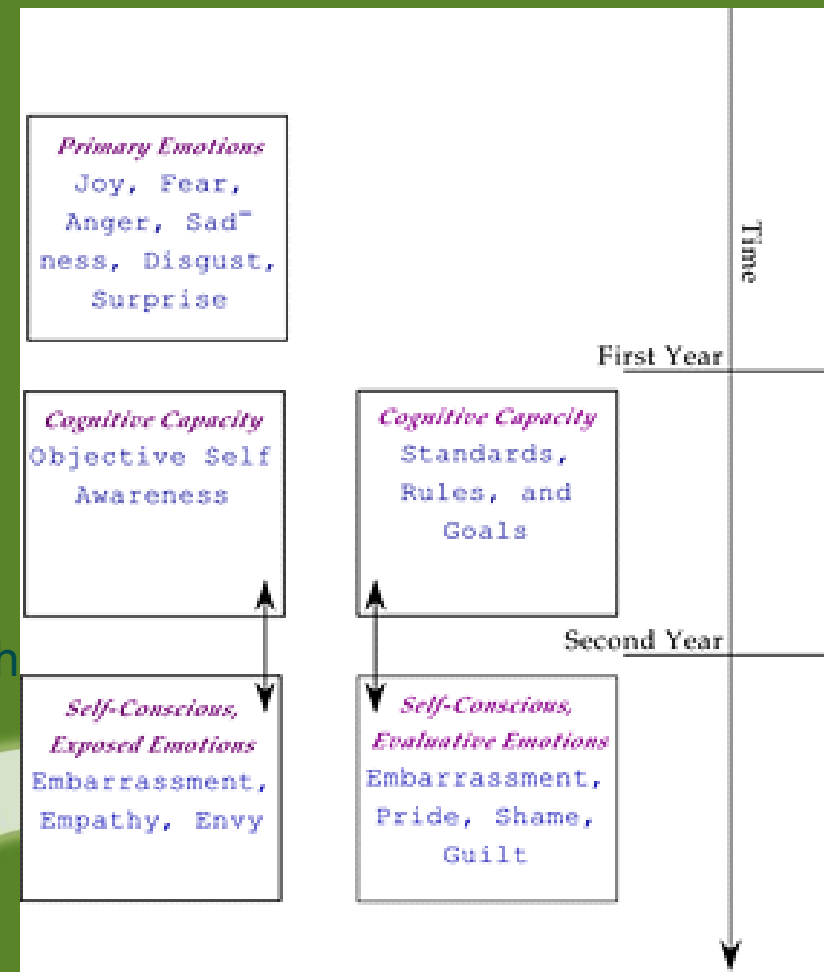 Primary Emotions
Joy, Fear,
Anger, Sad-
ness, Disgust,
Surprise
Time
First Year
Cognitive Capacity
Objective Self
Awareness
Cognitive Capacity
Standards,
Rules, and
Goals
Second Year
h
Self-Conscious,
Exposed Emotions
Embarrassment,
Empathy, Envy
Self-Conscious,
Evaluative Emotions
Embarrassment,
Pride, Shame,
Guilt